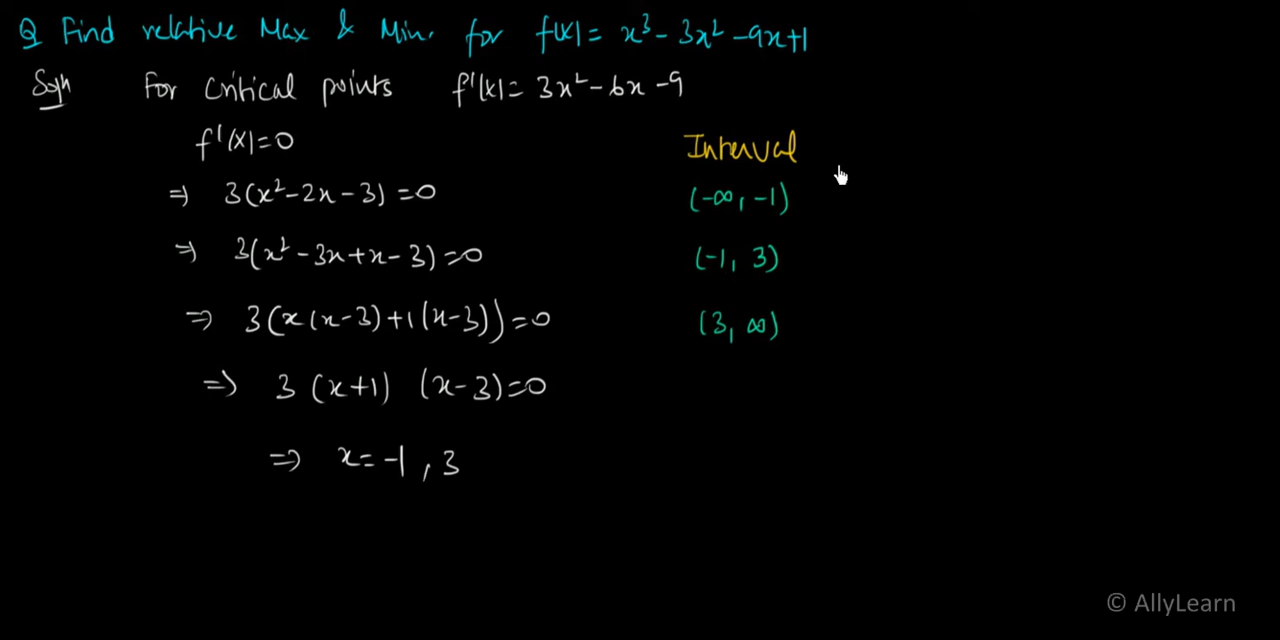 Q Find relative Max & Min. for f(x) = x³ - 3x² - 9x + 1
Soln For Critical points f'(x) = 3x² - 6x - 9
f'(x) = 0
Interval
⇒ 3(x² - 2x - 3) = 0
(-∞, -1)
⇒ 3(x² - 3x + x - 3) = 0
(-1, 3)
⇒ 3(x(x-3) + 1(x-3)) = 0
(3, ∞)
⇒ 3 (x+1) (x-3) = 0
⇒ x = -1, 3
© AllyLearn